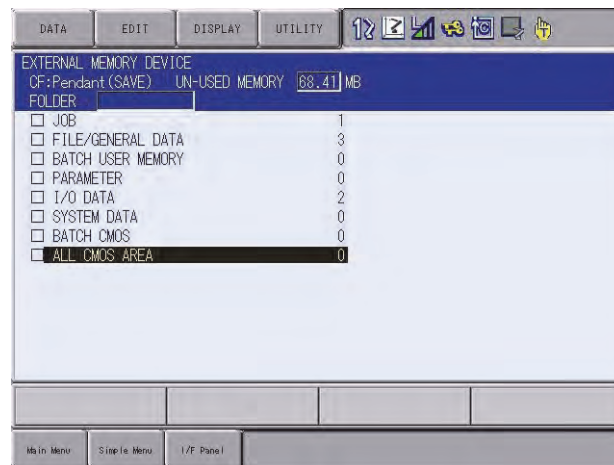 DATA EDIT DISPLAY UTILITY
EXTERNAL MEMORY DEVICE
CF:Pendant(SAVE) UN-USED MEMORY 68.41 MB
FOLDER
JOB 1
FILE/GENERAL DATA 3
BATCH USER MEMORY 0
PARAMETER 0
I/O DATA 2
SYSTEM DATA 0
BATCH CMOS 0
ALL CMOS AREA 0
Main Menu Simple Menu I/F Panel